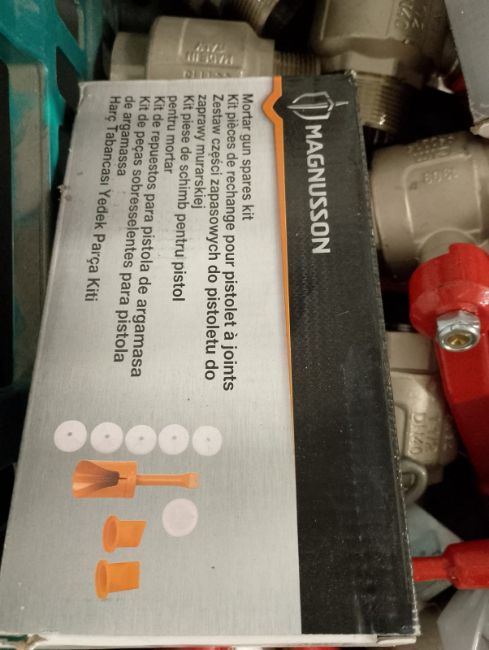 MAGNUSSON
Mortar gun spares kit
Kit pièces de rechange pour pistolet à joints
Zestaw części zapasowych do pistoletu do
zaprawy murarskiej
Kit piese de schimb pentru pistol
pentru mortar
Kit de repuestos para pistola de argamasa
Kit de peças sobresselentes para pistola
de argamassa
Harç Tabancası Yedek Parça Kiti